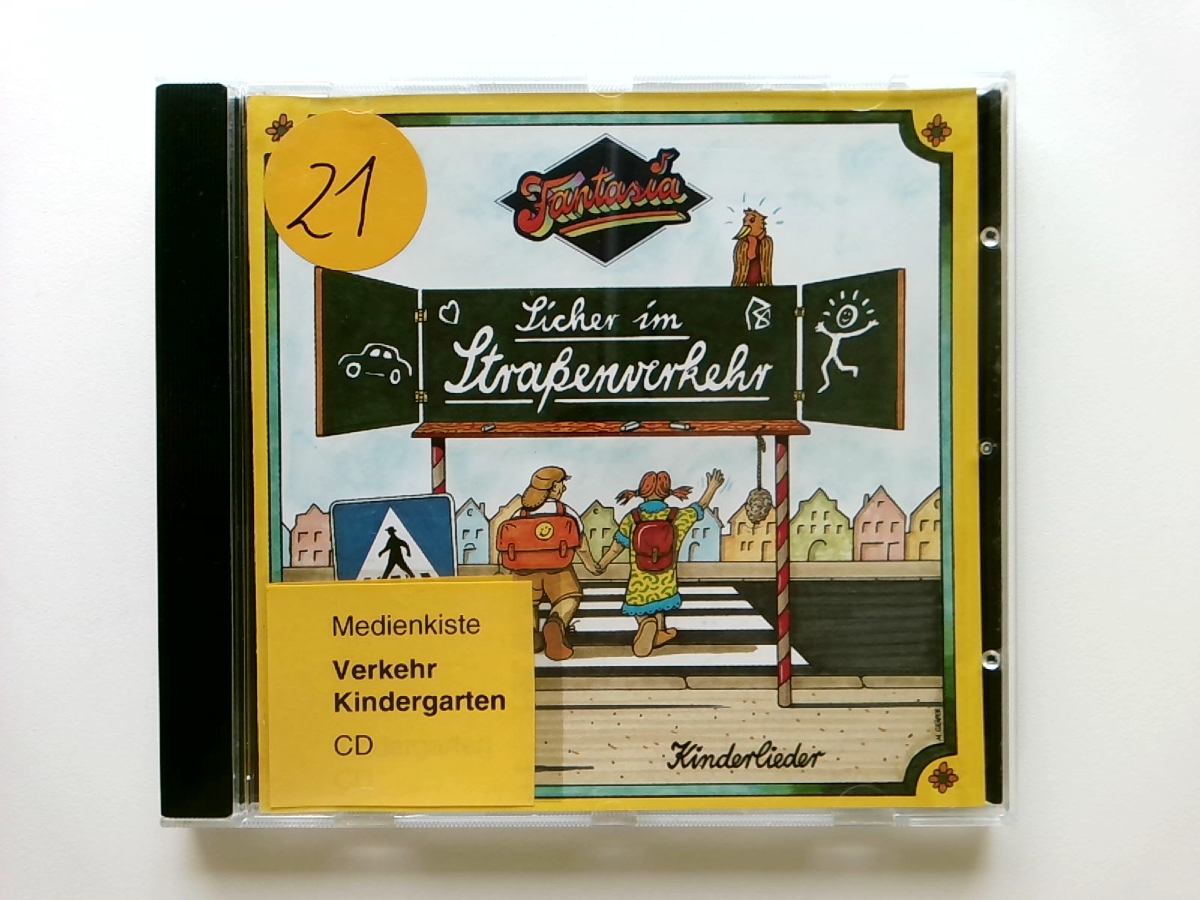 21
Fantasia
Sicher im
Straßenverkehr
Medienkiste
Verkehr
Kindergarten
CD
Kinderlieder